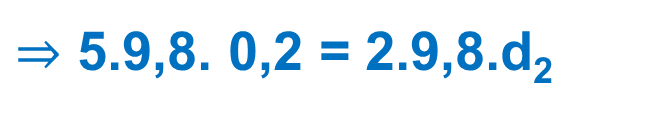 ⇒ 5.9,8. 0,2 = 2.9,8.d₂